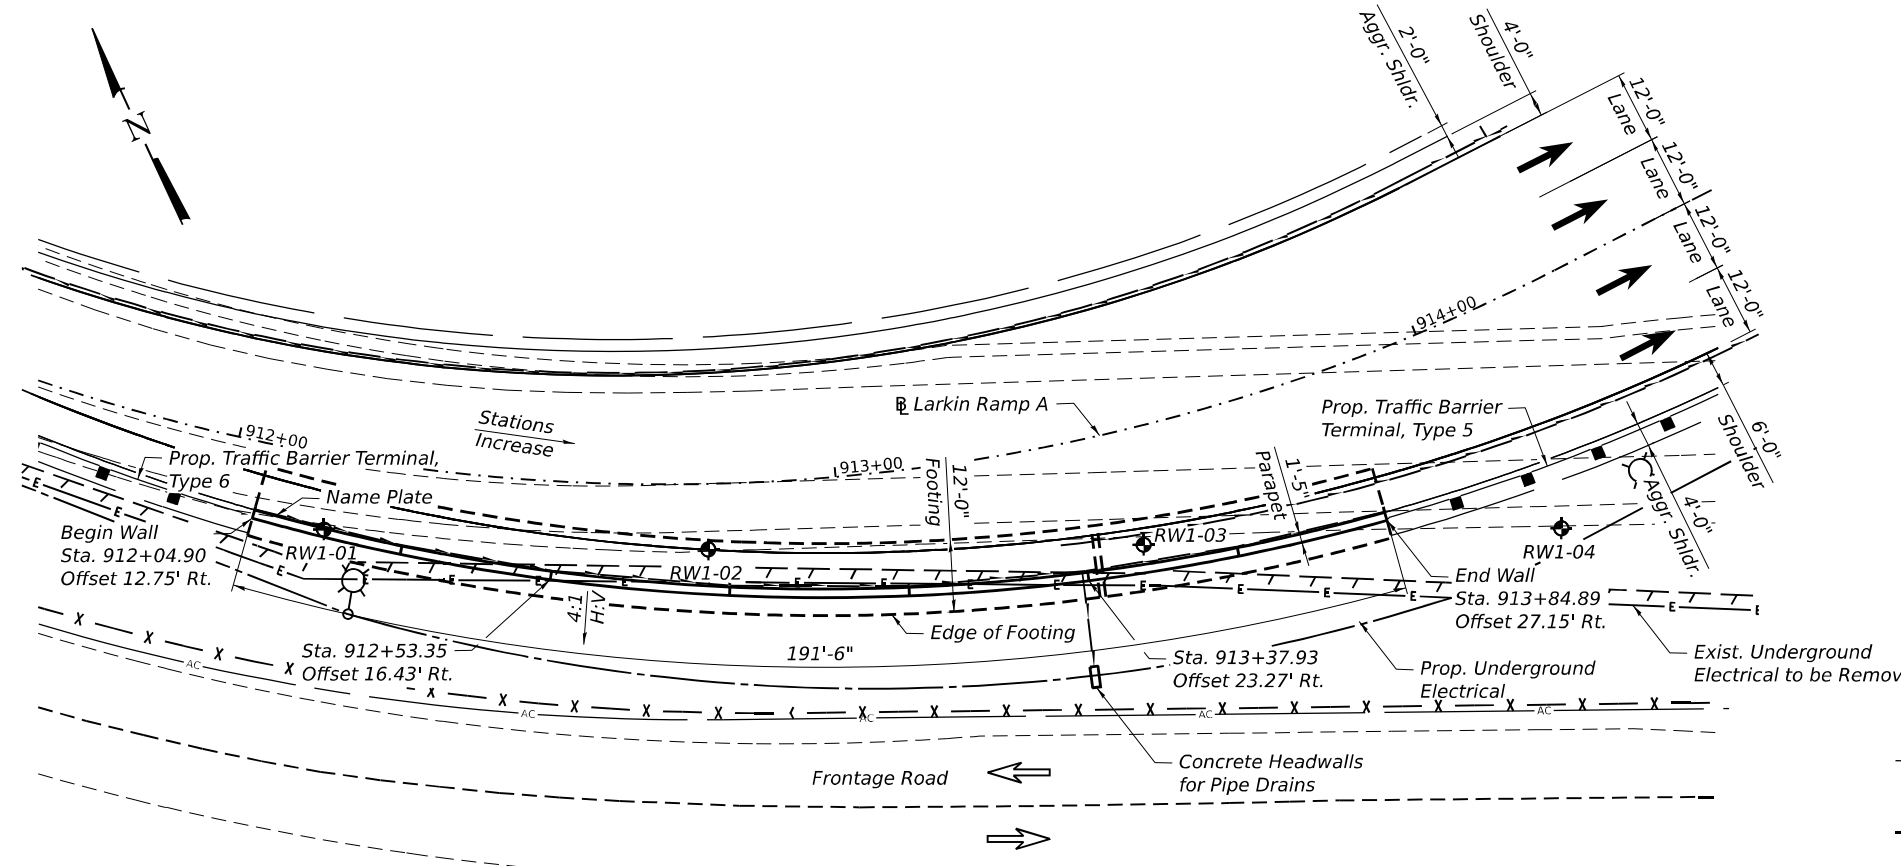 N
2'-0"
Aggr. Shldr.
4'-0"
Shoulder
12'-0"
Lane
12'-0"
Lane
12'-0"
Lane
12'-0"
Lane
914+00
912+00
Stations
Increase
913+00
Larkin Ramp A
Prop. Traffic Barrier
Terminal, Type 5
Prop. Traffic Barrier Terminal,
Type 6
Name Plate
Footing
12'-0"
Parapet
1'-5"
6'-0"
Shoulder
4'-0"
Aggr. Shldr.
Begin Wall
Sta. 912+04.90
Offset 12.75' Rt.
RW1-01
RW1-02
RW1-03
RW1-04
4:1
H:V
Edge of Footing
End Wall
Sta. 913+84.89
Offset 27.15' Rt.
Sta. 912+53.35
Offset 16.43' Rt.
191'-6"
Sta. 913+37.93
Offset 23.27' Rt.
Prop. Underground
Electrical
Exist. Underground
Electrical to be Remov
E
E
E
E
E
E
E
E
E
E
E
AC
AC
AC
AC
AC
Concrete Headwalls
for Pipe Drains
Frontage Road